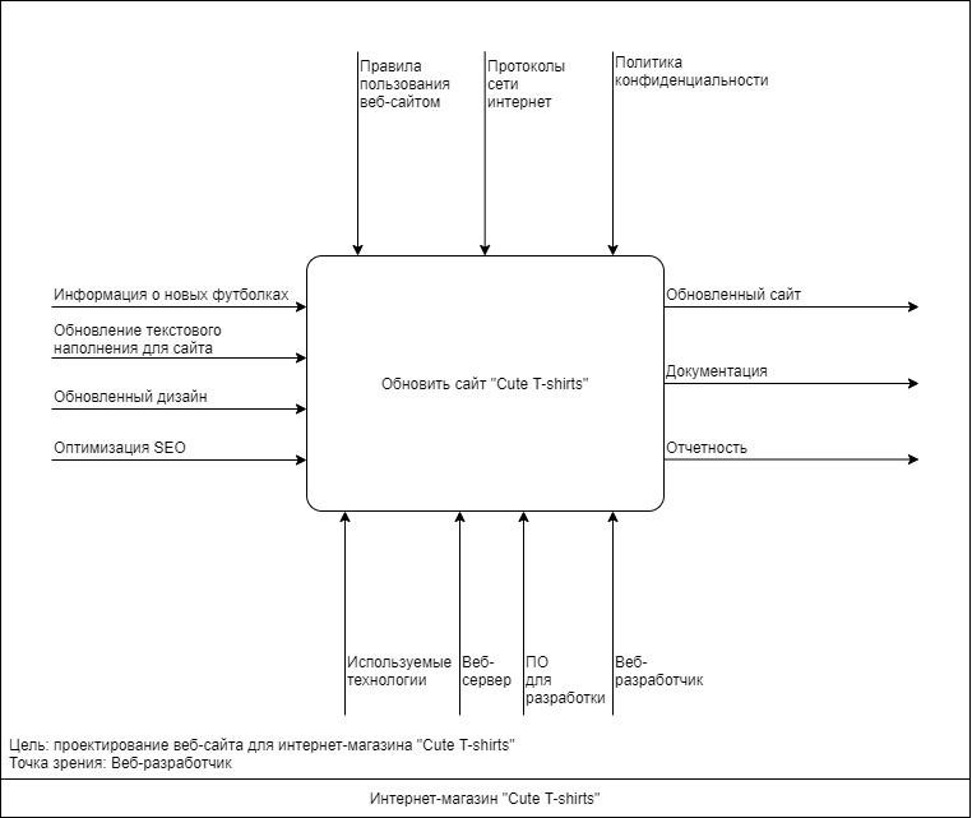 Правила
пользования
веб-сайтом
Протоколы
сети
интернет
Политика
конфиденциальности
Информация о новых футболках
Обновление текстового
наполнения для сайта
Обновленный дизайн
Оптимизация SEO
Обновить сайт "Cute T-shirts"
Обновленный сайт
Документация
Отчетность
Используемые
технологии
Веб-
сервер
ПО
для
разработки
Веб-
разработчик
Цель: проектирование веб-сайта для интернет-магазина "Cute T-shirts"
Точка зрения: Веб-разработчик
Интернет-магазин "Cute T-shirts"